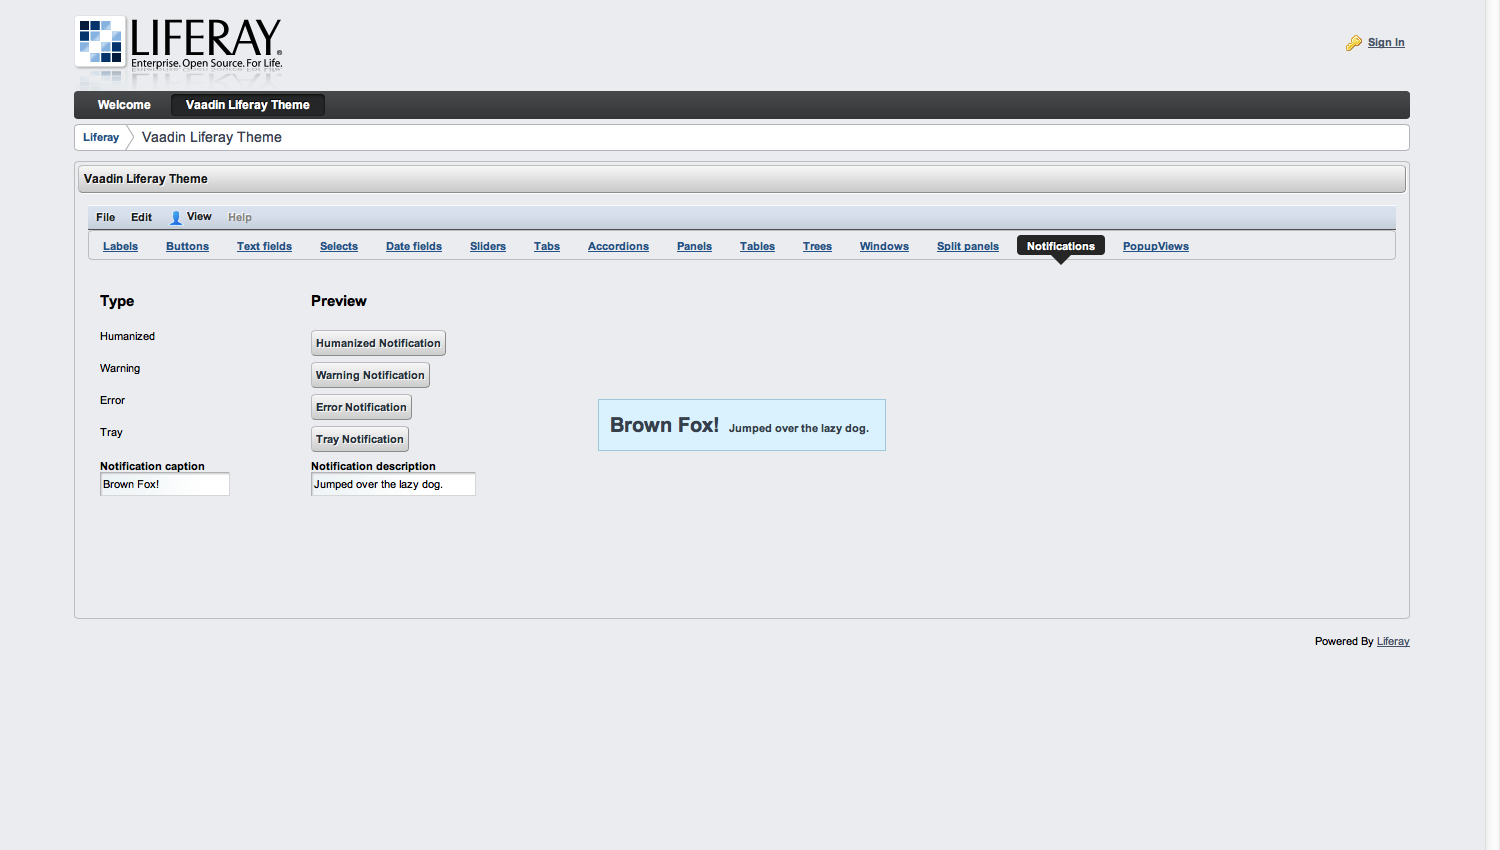 LIFERAY®
Enterprise. Open Source. For Life.
Sign In
Welcome Vaadin Liferay Theme
Liferay Vaadin Liferay Theme
Vaadin Liferay Theme
File Edit View Help
Labels Buttons Text fields Selects Date fields Sliders Tabs Accordions Panels Tables Trees Windows Split panels Notifications PopupViews
Type Preview
Humanized Humanized Notification
Warning Warning Notification
Error Error Notification
Brown Fox! Jumped over the lazy dog.
Tray Tray Notification
Notification caption Notification description
Brown Fox! Jumped over the lazy dog.
Powered By Liferay